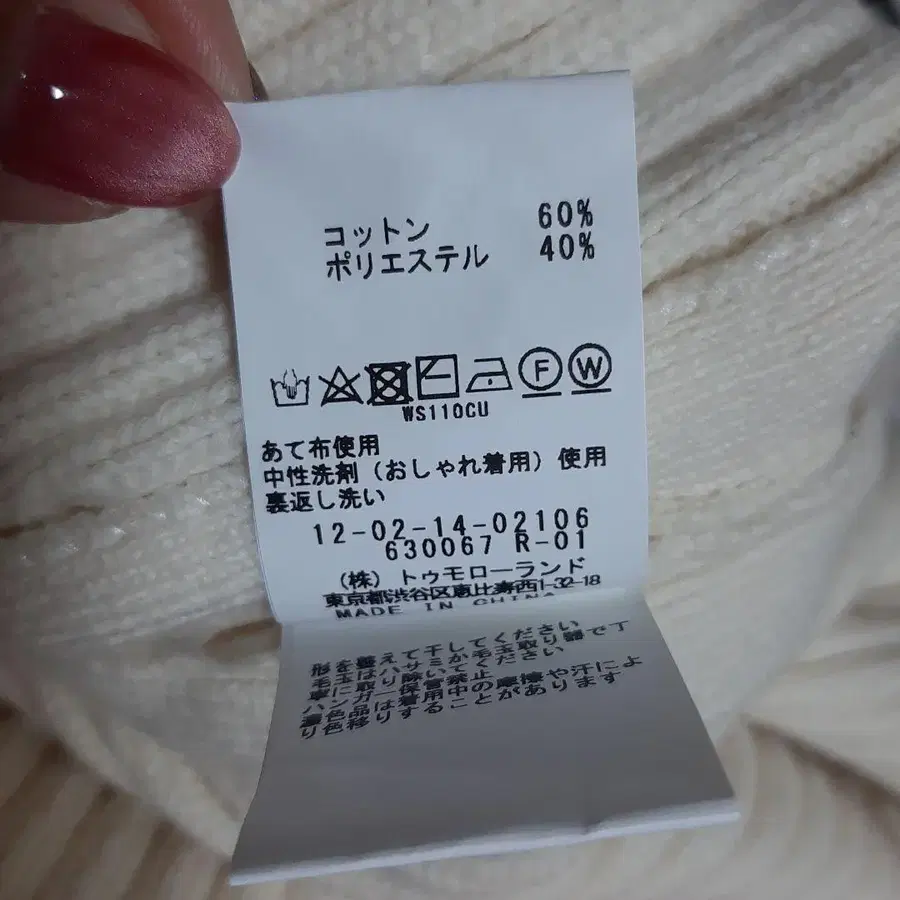 コットン 60%
ポリエステル 40%
F W
WS110CU
あて布使用
中性洗剤（おしゃれ着用）使用
裏返し洗い
12-02-14-02106
630067 R-01
（株）トゥモローランド
東京都渋谷区恵比寿西1-32-18
MADE IN CHINA
形を整えて干してください
毛玉はハサミか毛玉取り器で丁
寧に取り除いてください
ハンガー保管禁止
濃色品は着用中の摩擦や汗によ
り色移りすることがあります